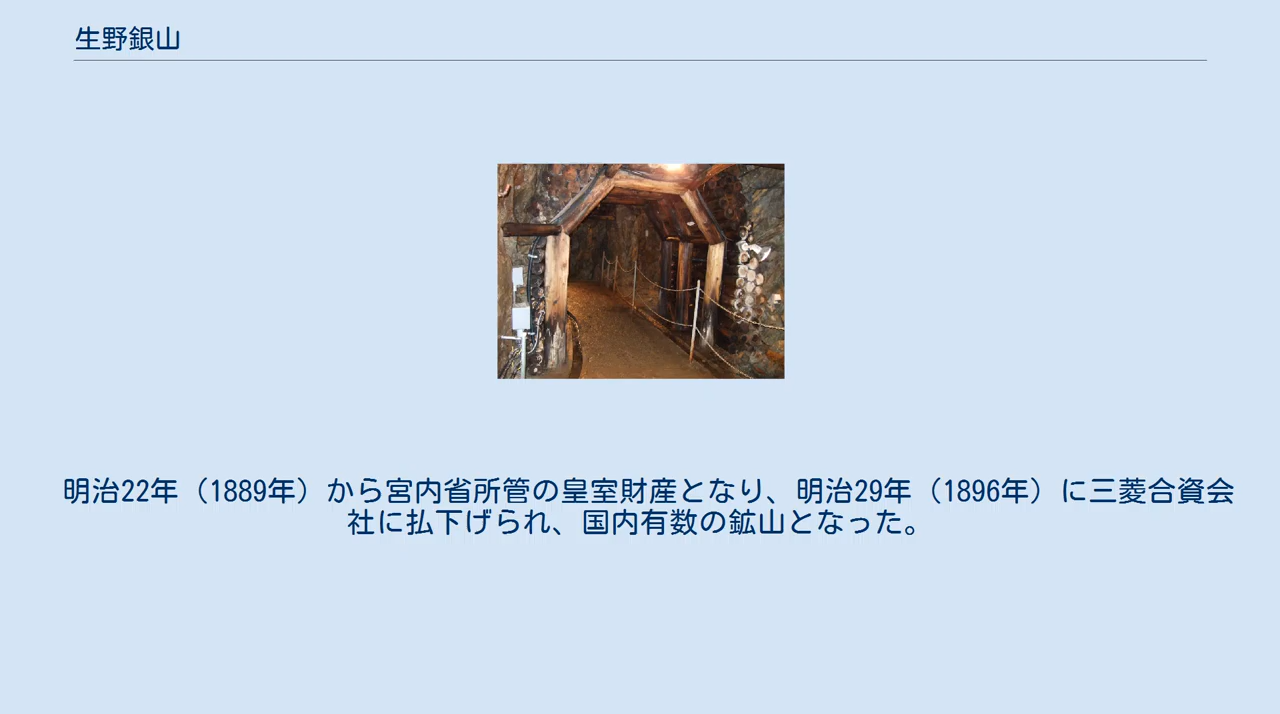 生野銀山
明治22年（1889年）から宮内省所管の皇室財産となり、明治29年（1896年）に三菱合資会
社に払下げられ、国内有数の鉱山となった。